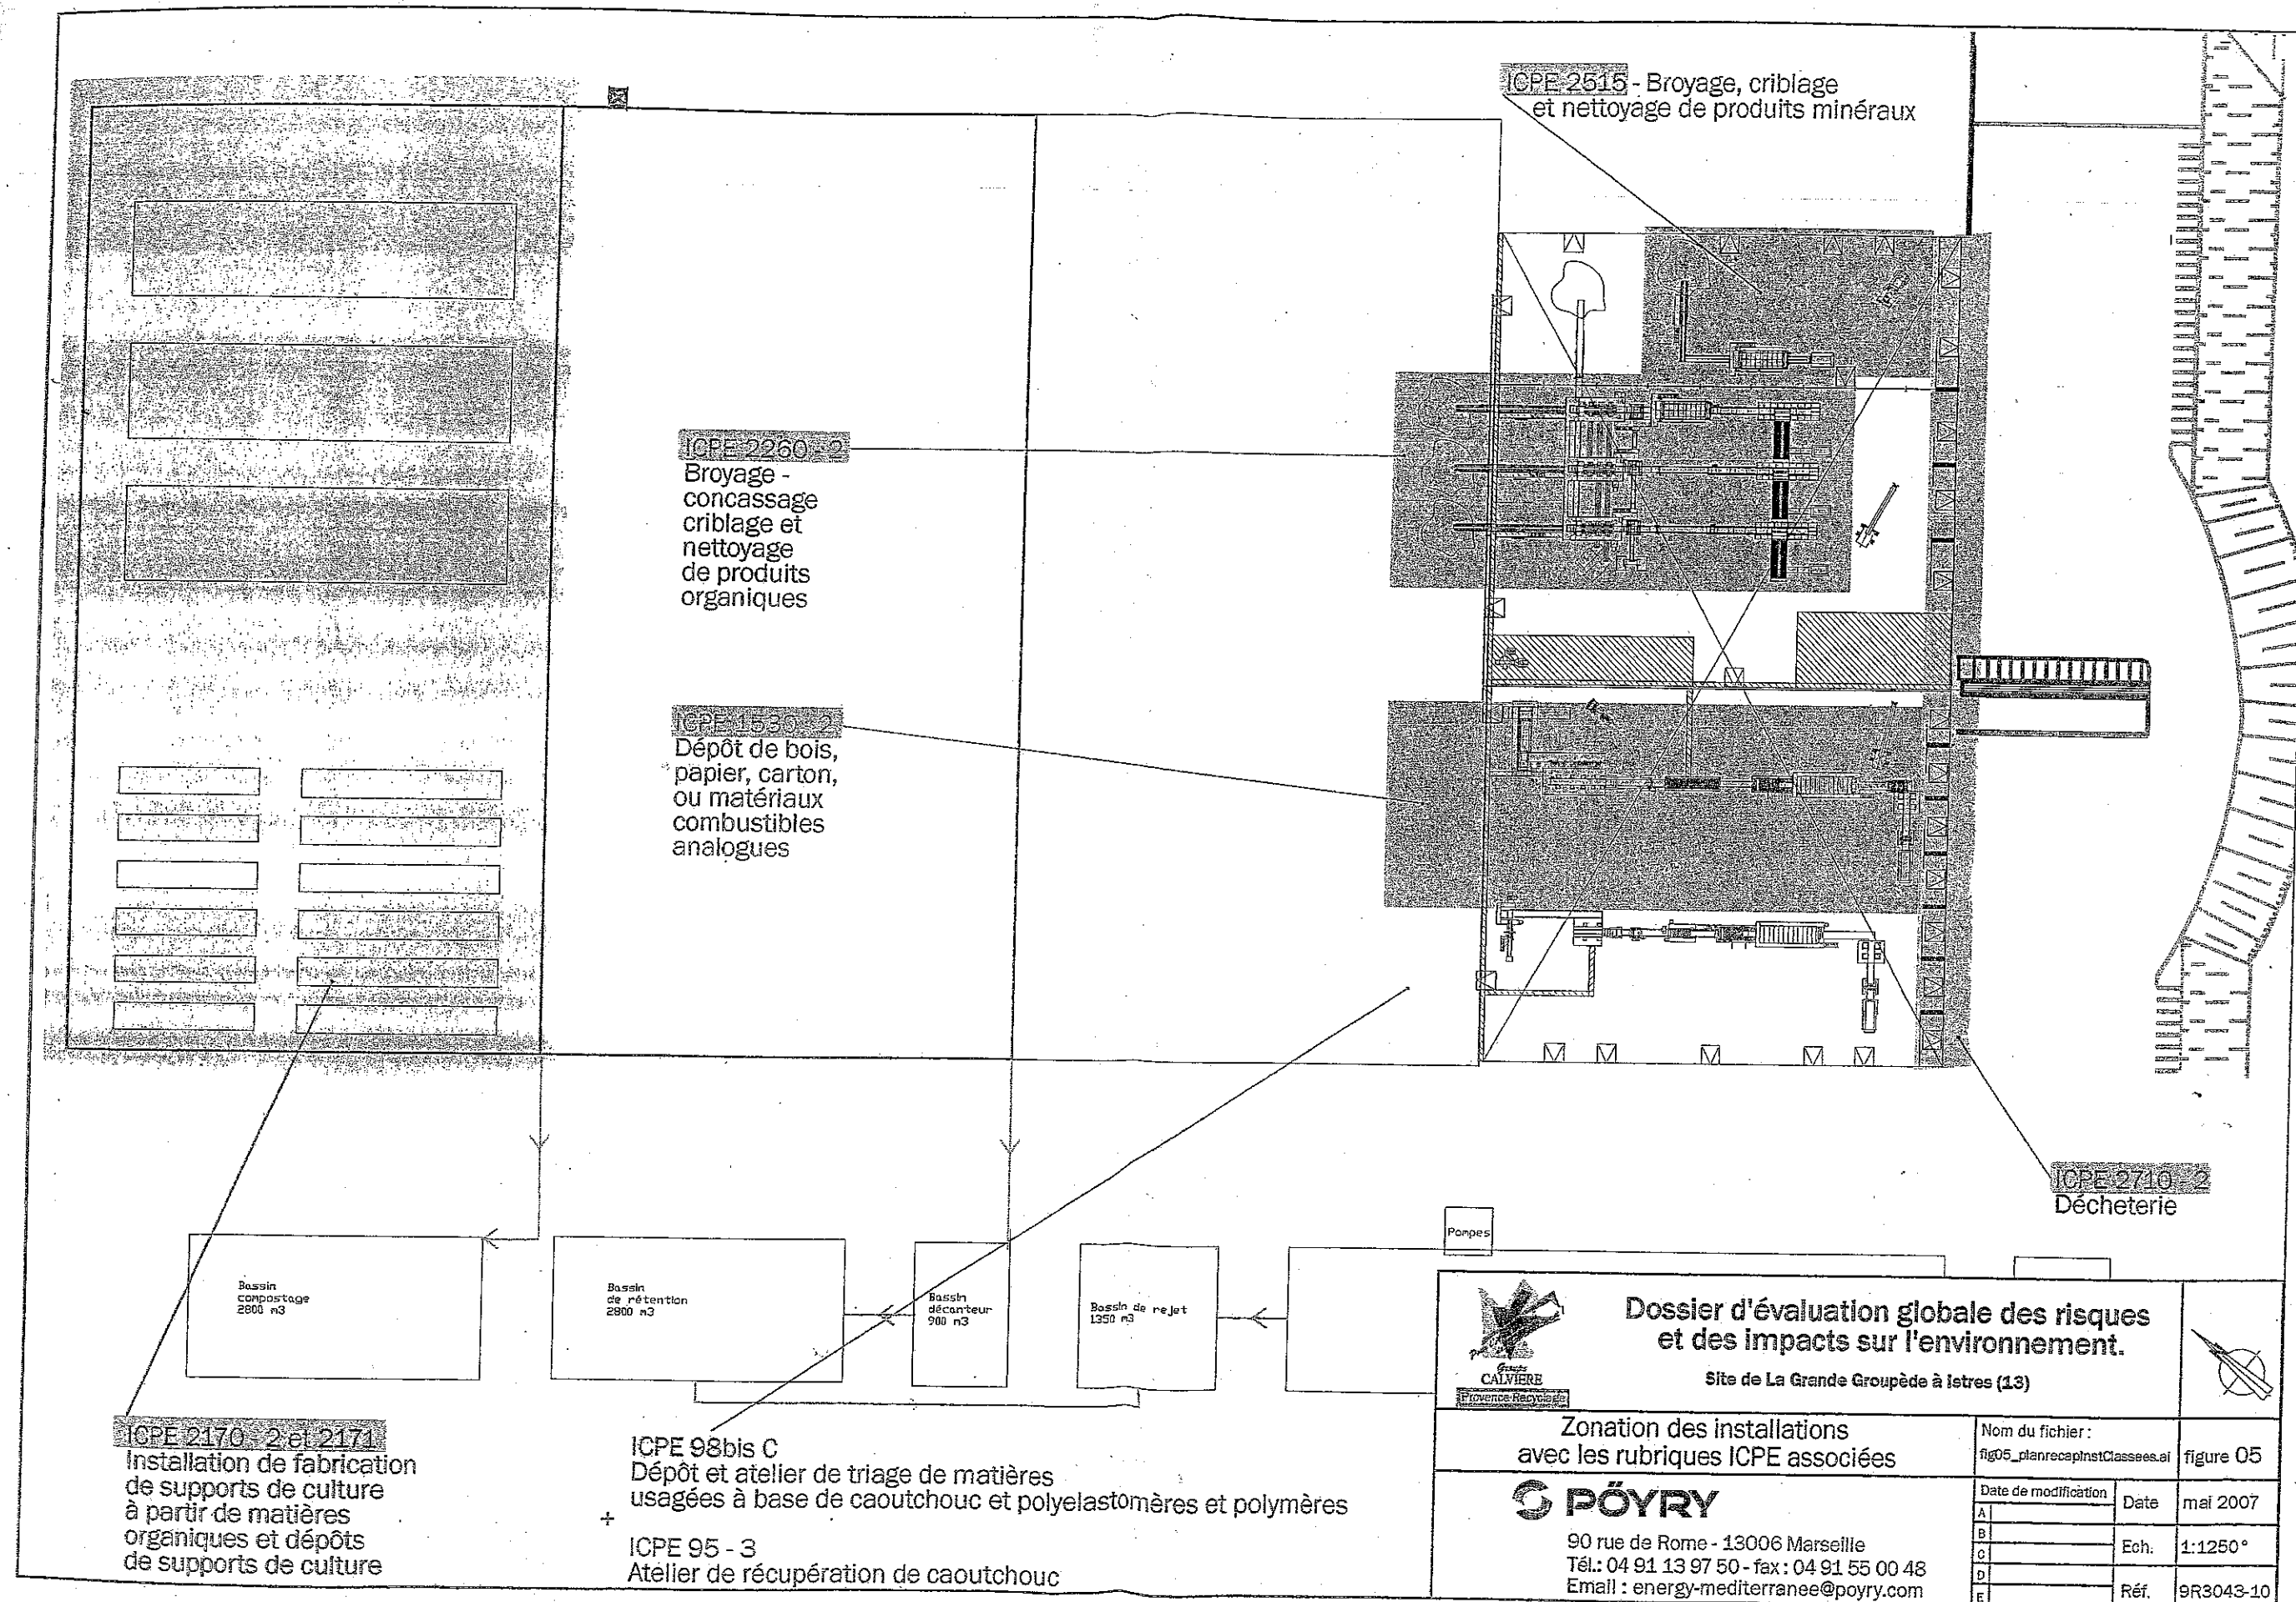 ICPE 2515 - Broyage, criblage
et nettoyage de produits minéraux
ICPE 2260 - 2
Broyage -
concassage
criblage et
nettoyage
de produits
organiques
ICPE 1530 - 2
Dépôt de bois,
papier, carton,
ou matériaux
combustibles
analogues
ICPE 2710 - 2
Décheterie
Pompes
Bassin
compostage
2800 m3
Bassin
de rétention
2800 m3
Bassin
décanteur
900 m3
Bassin de rejet
1350 m3
ICPE 2170 - 2 et 2171
Installation de fabrication
de supports de culture
à partir de matières
organiques et dépôts
de supports de culture
ICPE 98bis C
Dépôt et atelier de triage de matières
usagées à base de caoutchouc et polyelastomères et polymères
+
ICPE 95 - 3
Atelier de récupération de caoutchouc
Groupe
CALVIERE
Provence Recyclage
Dossier d'évaluation globale des risques
et des impacts sur l'environnement.
Site de La Grande Groupède à Istres (13)
Zonation des installations
avec les rubriques ICPE associées
Nom du fichier :
fig05_planrecapInstClassees.ai
figure 05
PÖYRY
90 rue de Rome - 13006 Marseille
Tél.: 04 91 13 97 50 - fax : 04 91 55 00 48
Email : energy-mediterranee@poyry.com
Date de modification
A
B
C
D
E
Date mai 2007
Ech. 1:1250°
Réf. 9R3043-10